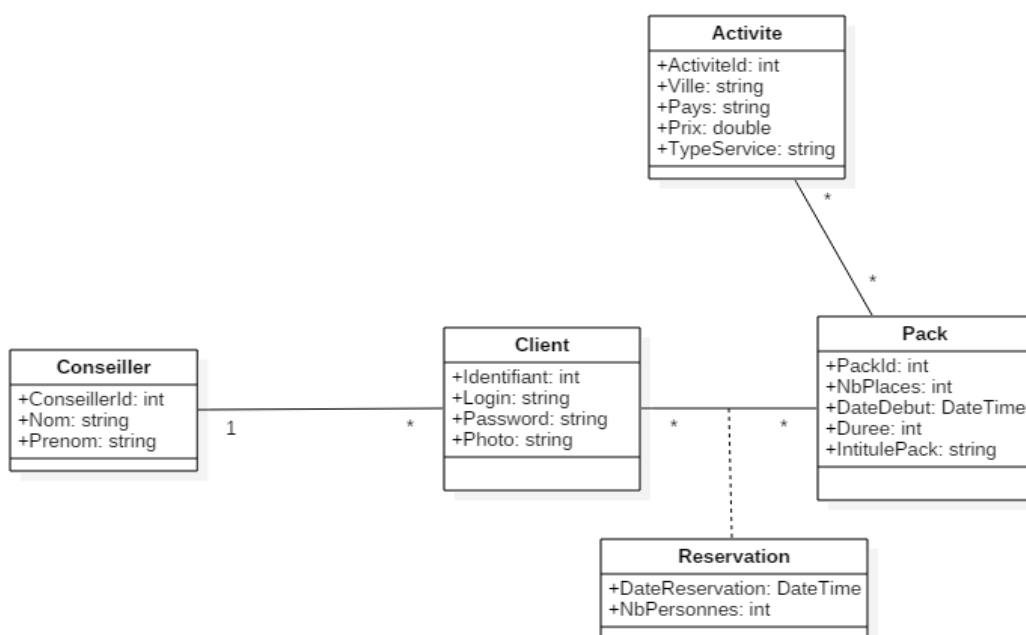 Activite
+ActiviteId: int
+Ville: string
+Pays: string
+Prix: double
+TypeService: string
*
*
Conseiller
+ConseillerId: int
+Nom: string
+Prenom: string
1
*
Client
+Identifiant: int
+Login: string
+Password: string
+Photo: string
*
*
Pack
+PackId: int
+NbPlaces: int
+DateDebut: DateTime
+Duree: int
+IntitulePack: string
Reservation
+DateReservation: DateTime
+NbPersonnes: int